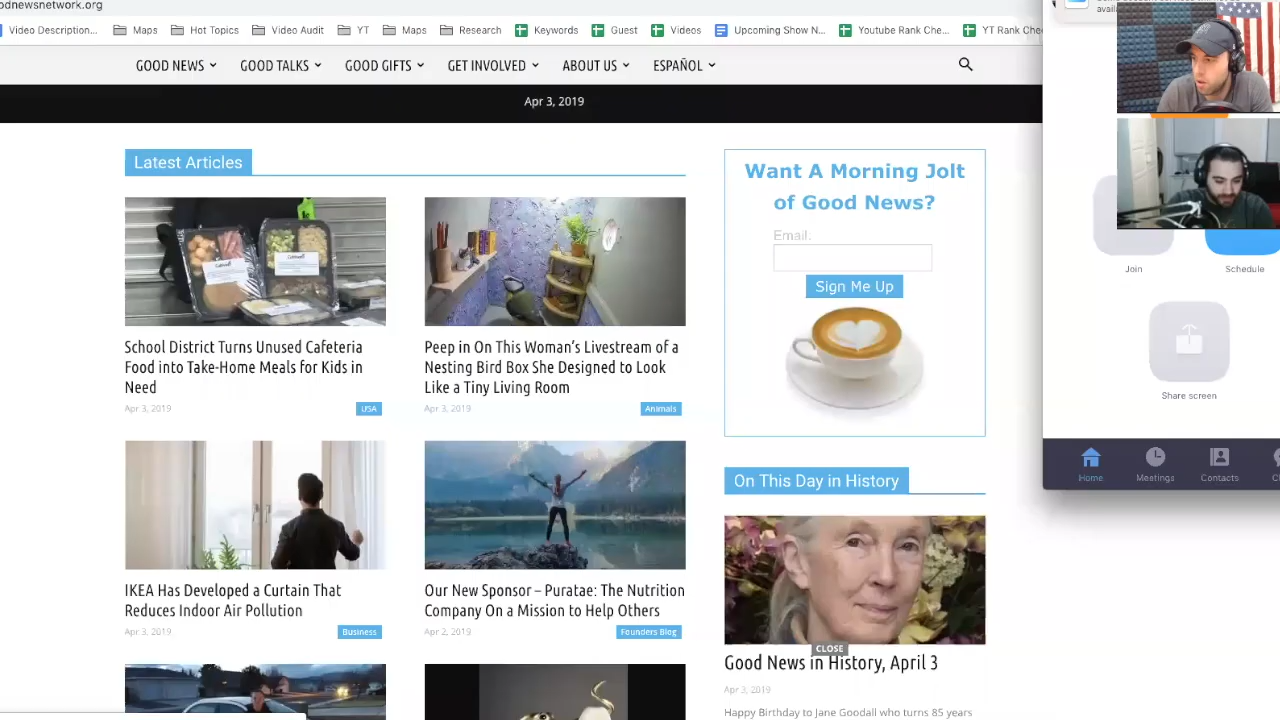 odnewsnetwork.org
Video Description... Maps Hot Topics Video Audit YT Maps Research Keywords Guest Videos Upcoming Show N... Youtube Rank Che... YT Rank Che
GOOD NEWS GOOD TALKS GOOD GIFTS GET INVOLVED ABOUT US ESPAÑOL
Apr 3, 2019
Latest Articles
School District Turns Unused Cafeteria
Food into Take-Home Meals for Kids in
Need
Apr 3, 2019 USA
Peep in On This Woman's Livestream of a
Nesting Bird Box She Designed to Look
Like a Tiny Living Room
Apr 3, 2019 Animals
IKEA Has Developed a Curtain That
Reduces Indoor Air Pollution
Apr 3, 2019 Business
Our New Sponsor – Puratae: The Nutrition
Company On a Mission to Help Others
Apr 2, 2019 Founders Blog
Want A Morning Jolt
of Good News?
Email:
Sign Me Up
On This Day in History
CLOSE
Good News in History, April 3
Apr 3, 2019
Happy Birthday to Jane Goodall who turns 85 years
Join
Schedule
Share screen
Home
Meetings
Contacts